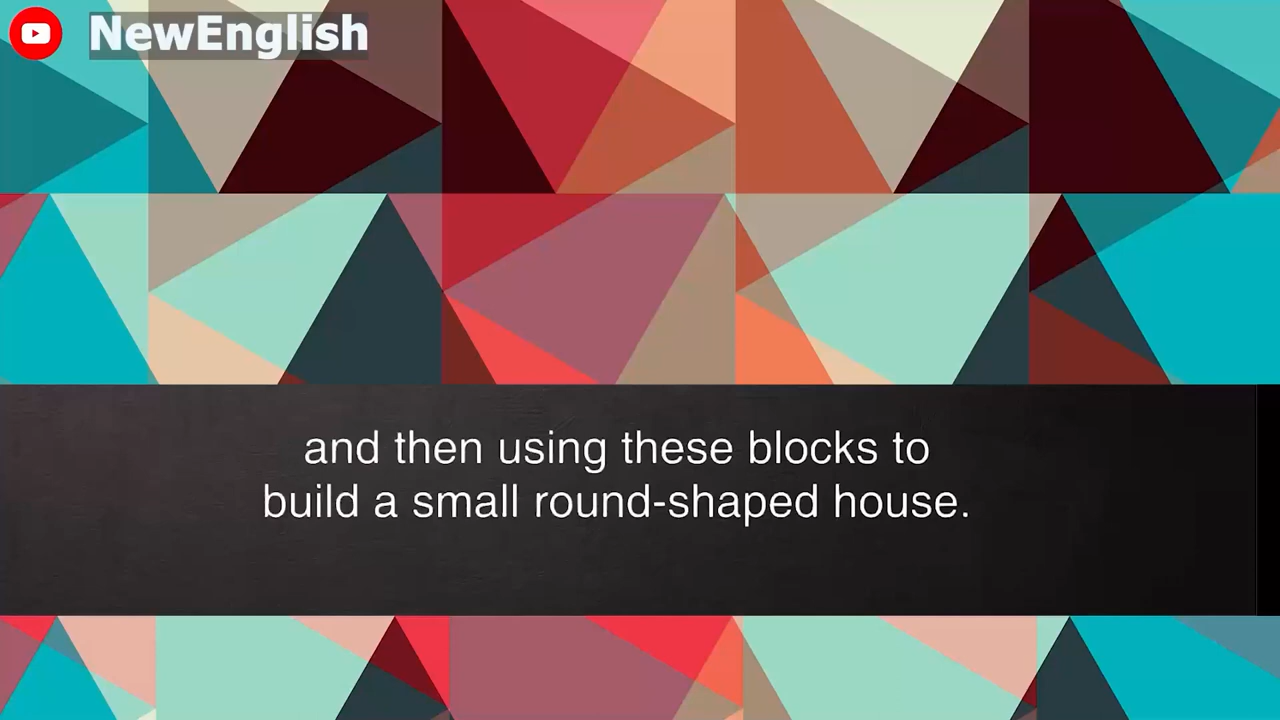 NewEnglish
and then using these blocks to
build a small round-shaped house.